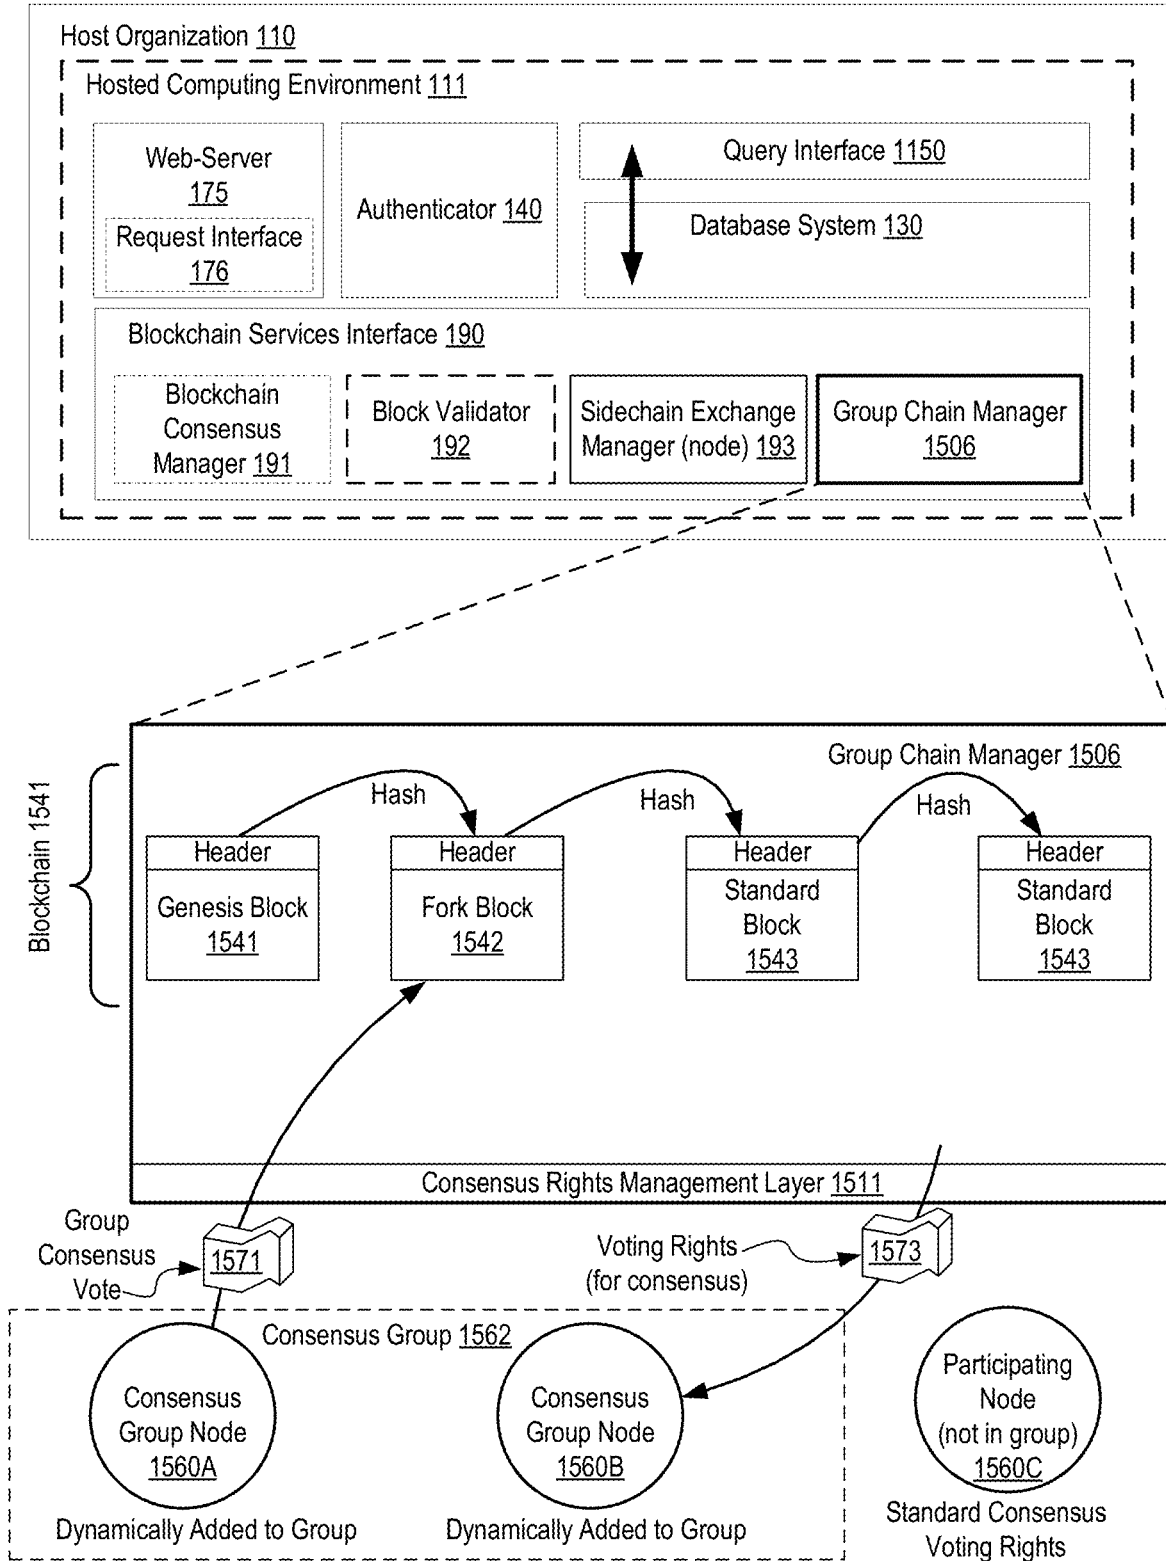 Host Organization 110
Hosted Computing Environment 111
Web-Server
175
Request Interface
176
Authenticator 140
Query Interface 1150
Database System 130
Blockchain Services Interface 190
Blockchain
Consensus
Manager 191
Block Validator
192
Sidechain Exchange
Manager (node) 193
Group Chain Manager
1506
Group Chain Manager 1506
Blockchain 1541
Hash
Hash
Hash
Header
Genesis Block
1541
Header
Fork Block
1542
Header
Standard
Block
1543
Header
Standard
Block
1543
Consensus Rights Management Layer 1511
Group
Consensus
Vote
1571
Voting Rights
(for consensus)
1573
Consensus Group 1562
Consensus
Group Node
1560A
Dynamically Added to Group
Consensus
Group Node
1560B
Dynamically Added to Group
Participating
Node
(not in group)
1560C
Standard Consensus
Voting Rights